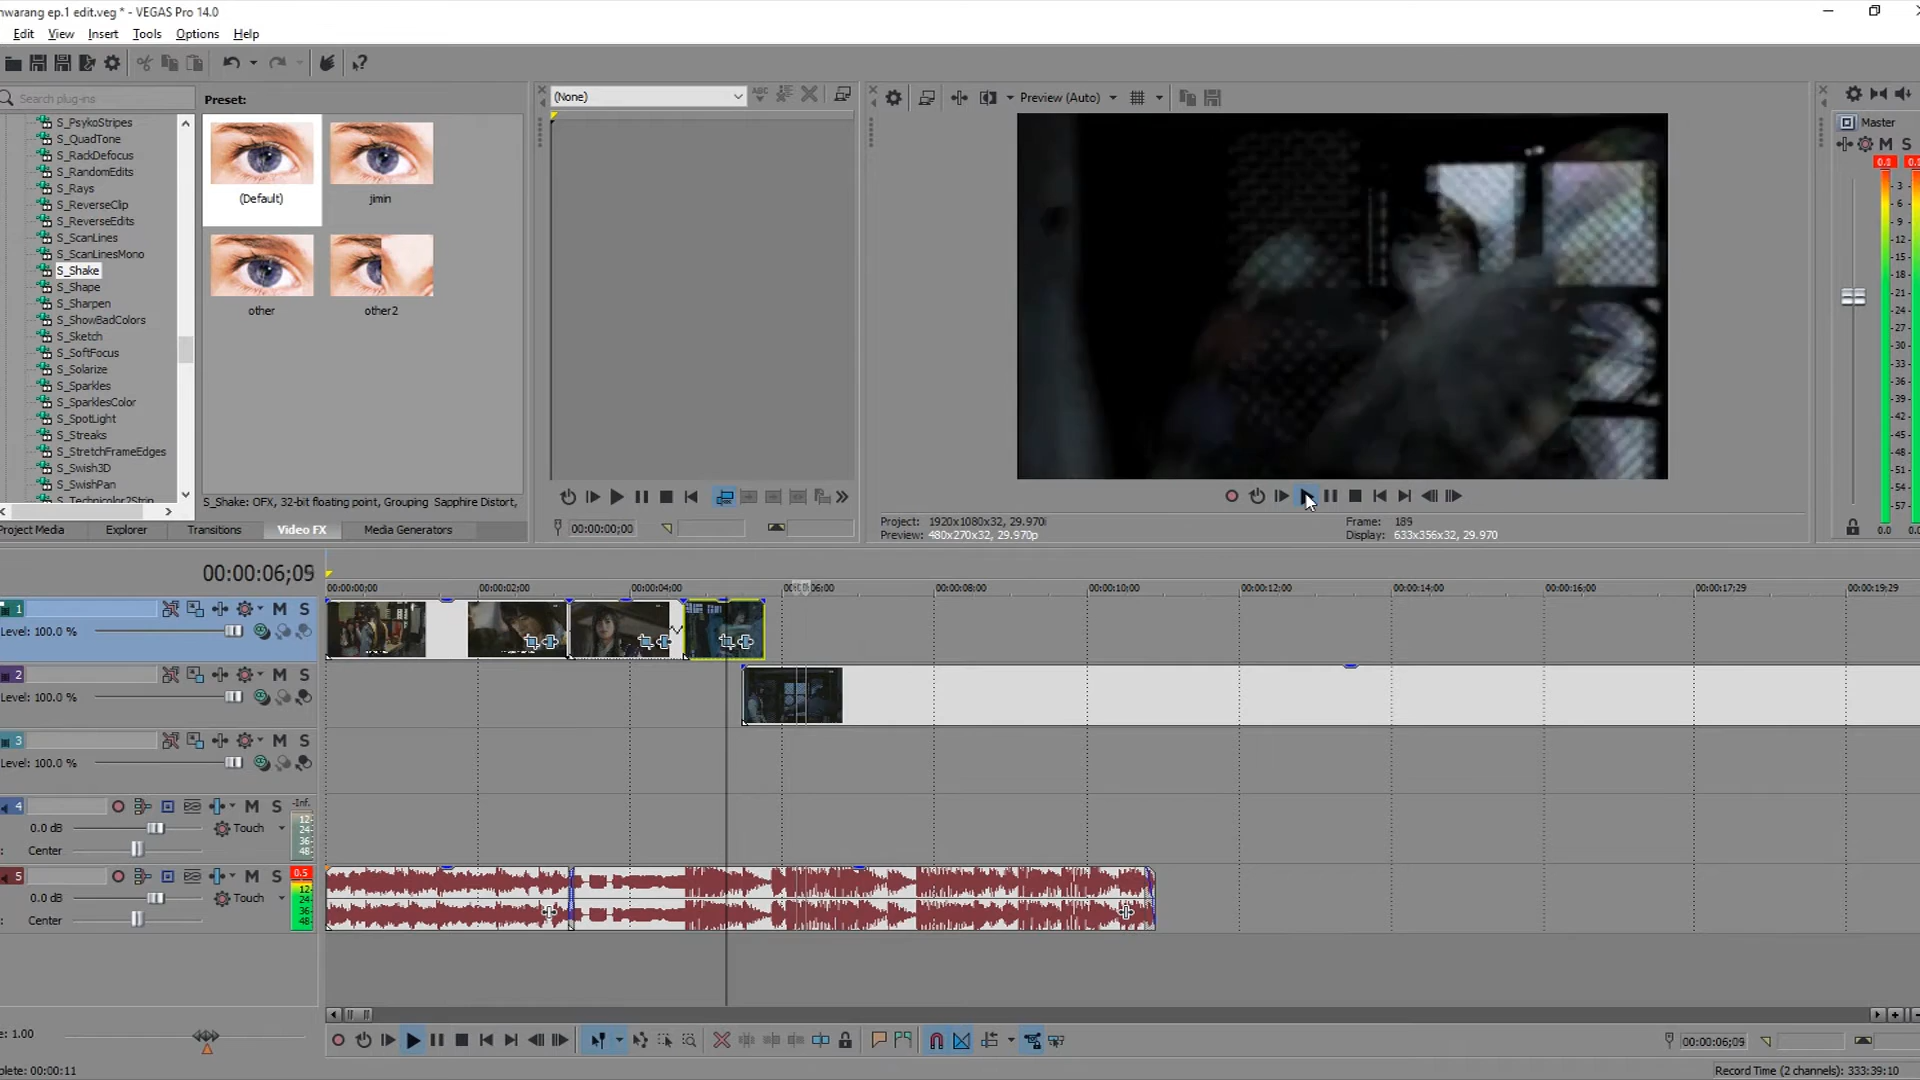 nwarang ep.1 edit.veg * - VEGAS Pro 14.0
Edit View Insert Tools Options Help
Search plug-ins
Preset:
(None)
Preview (Auto)
Master
S_PsykoStripes
S_QuadTone
S_RackDefocus
S_RandomEdits
S_Rays
S_ReverseClip
S_ReverseEdits
S_ScanLines
S_ScanLinesMono
S_Shake
S_Shape
S_Sharpen
S_ShowBadColors
S_Sketch
S_SoftFocus
S_Solarize
S_Sparkles
S_SparklesColor
S_SpotLight
S_Streaks
S_StretchFrameEdges
S_Swish3D
S_SwishPan
S_Technicolor2Strip
(Default)
jimin
other
other2
S_Shake: OFX, 32-bit floating point, Grouping Sapphire Distort,
Project Media Explorer Transitions Video FX Media Generators
00:00:00;00
Project: 1920x1080x32, 29.970i
Preview: 480x270x32, 29.970p
Frame: 189
Display: 633x356x32, 29.970
M S
0.1
3
6
9
12
15
18
21
24
27
30
33
36
39
42
45
48
51
54
57
0.0 0.0
00:00:06;09
00:00:00;00 00:00:02;00 00:00:04;00 06;00 00:00:08;00 00:00:10;00 00:00:12;00 00:00:14;00 00:00:16;00 00:00:17;29 00:00:19;29
1 M S
Level: 100.0 %
2 M S
Level: 100.0 %
3 M S
Level: 100.0 %
4 M S -Inf.
0.0 dB Touch
Center
12
24
36
48
5 M S 0.5
0.0 dB Touch
Center
12
24
36
48
e: 1.00
00:00:06;09
plete: 00:00:11
Record Time (2 channels): 333:39:10